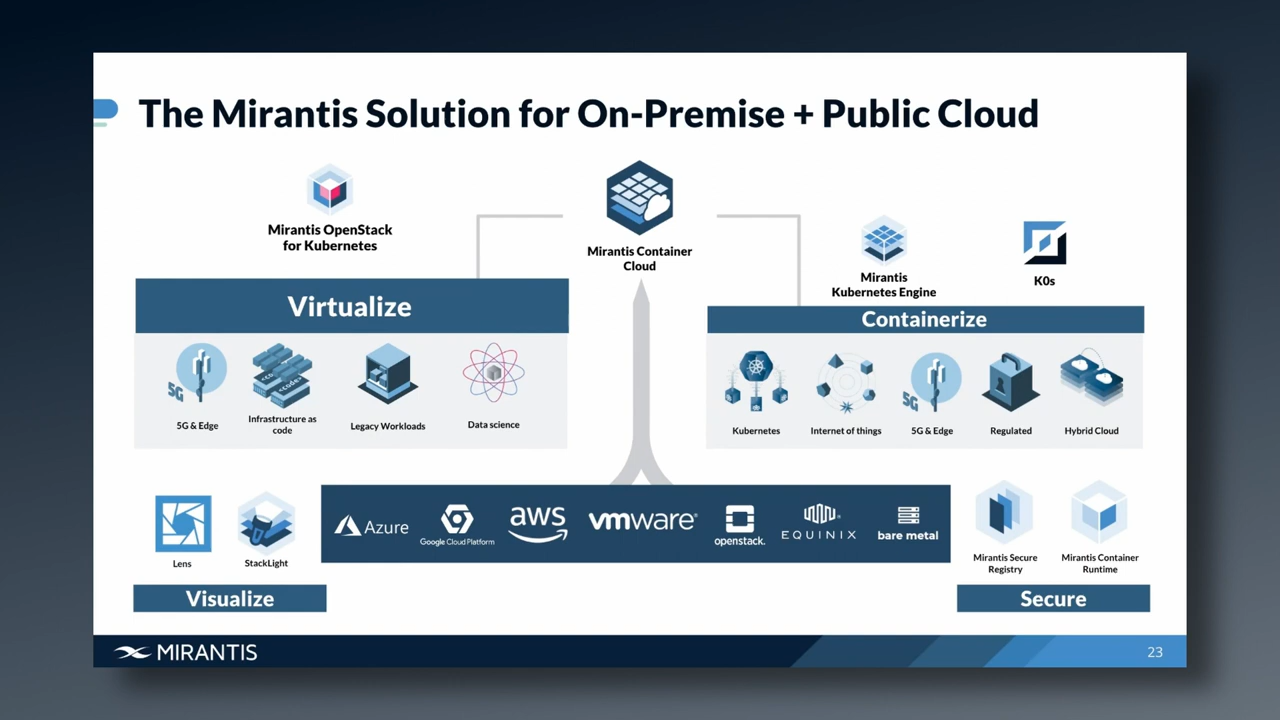 The Mirantis Solution for On-Premise + Public Cloud
Mirantis OpenStack
for Kubernetes
Mirantis Container
Cloud
Mirantis
Kubernetes Engine
K0s
Virtualize
5G
5G & Edge
<code>
Infrastructure as
code
Legacy Workloads
Data science
Containerize
Kubernetes
Internet of things
5G
5G & Edge
Regulated
Hybrid Cloud
Lens
StackLight
Visualize
Azure
Google Cloud Platform
aws
vmware®
openstack.
EQUINIX
bare metal
Mirantis Secure
Registry
Mirantis Container
Runtime
Secure
MIRANTIS
23